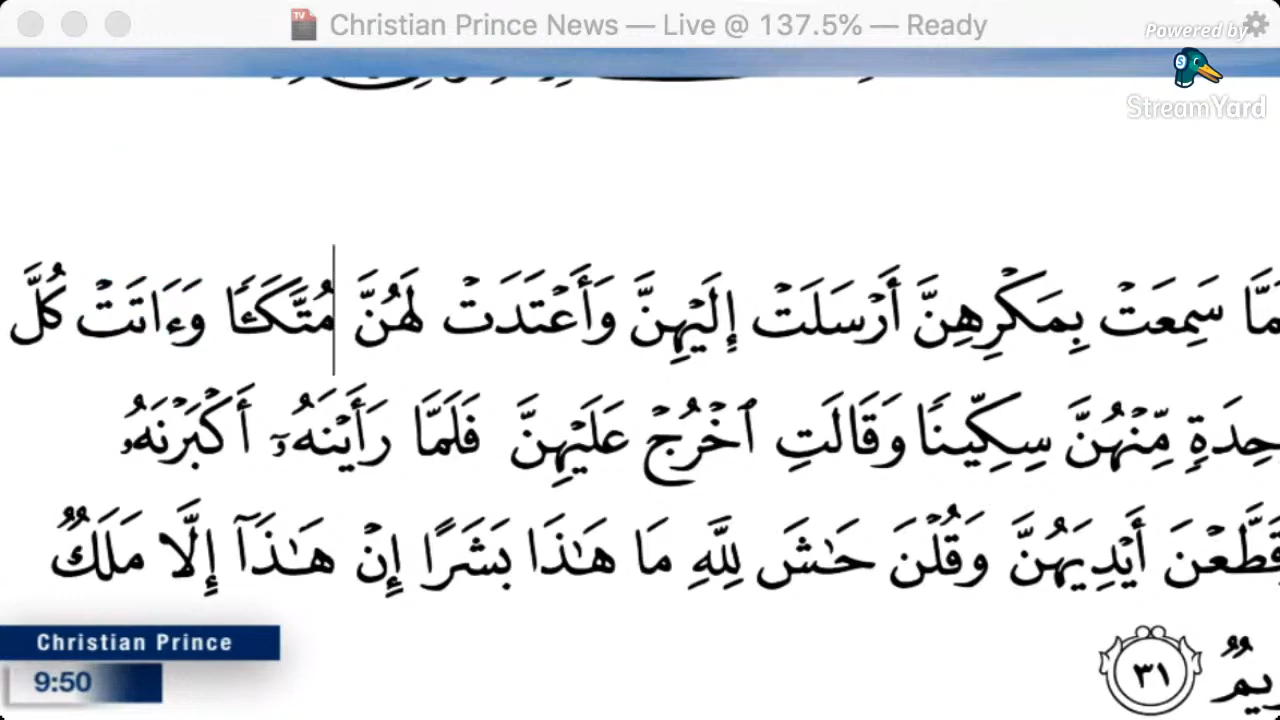 Christian Prince News — Live @ 137.5% — Ready
Powered by
StreamYard
سَمِعَتْ بِمَكْرِهِنَّ أَرْسَلَتْ إِلَيْهِنَّ وَأَعْتَدَتْ لَهُنَّ مُتَّكَـًٔا وَءَاتَتْ كُلَّ
مِّنْهُنَّ سِكِّينًا وَقَالَتِ ٱخْرُجْ عَلَيْهِنَّ فَلَمَّا رَأَيْنَهُۥٓ أَكْبَرْنَهُۥ
أَيْدِيَهُنَّ وَقُلْنَ حَـٰشَ لِلَّهِ مَا هَـٰذَا بَشَرًا إِنْ هَـٰذَآ إِلَّا مَلَكٌ
٣١
Christian Prince
9:50